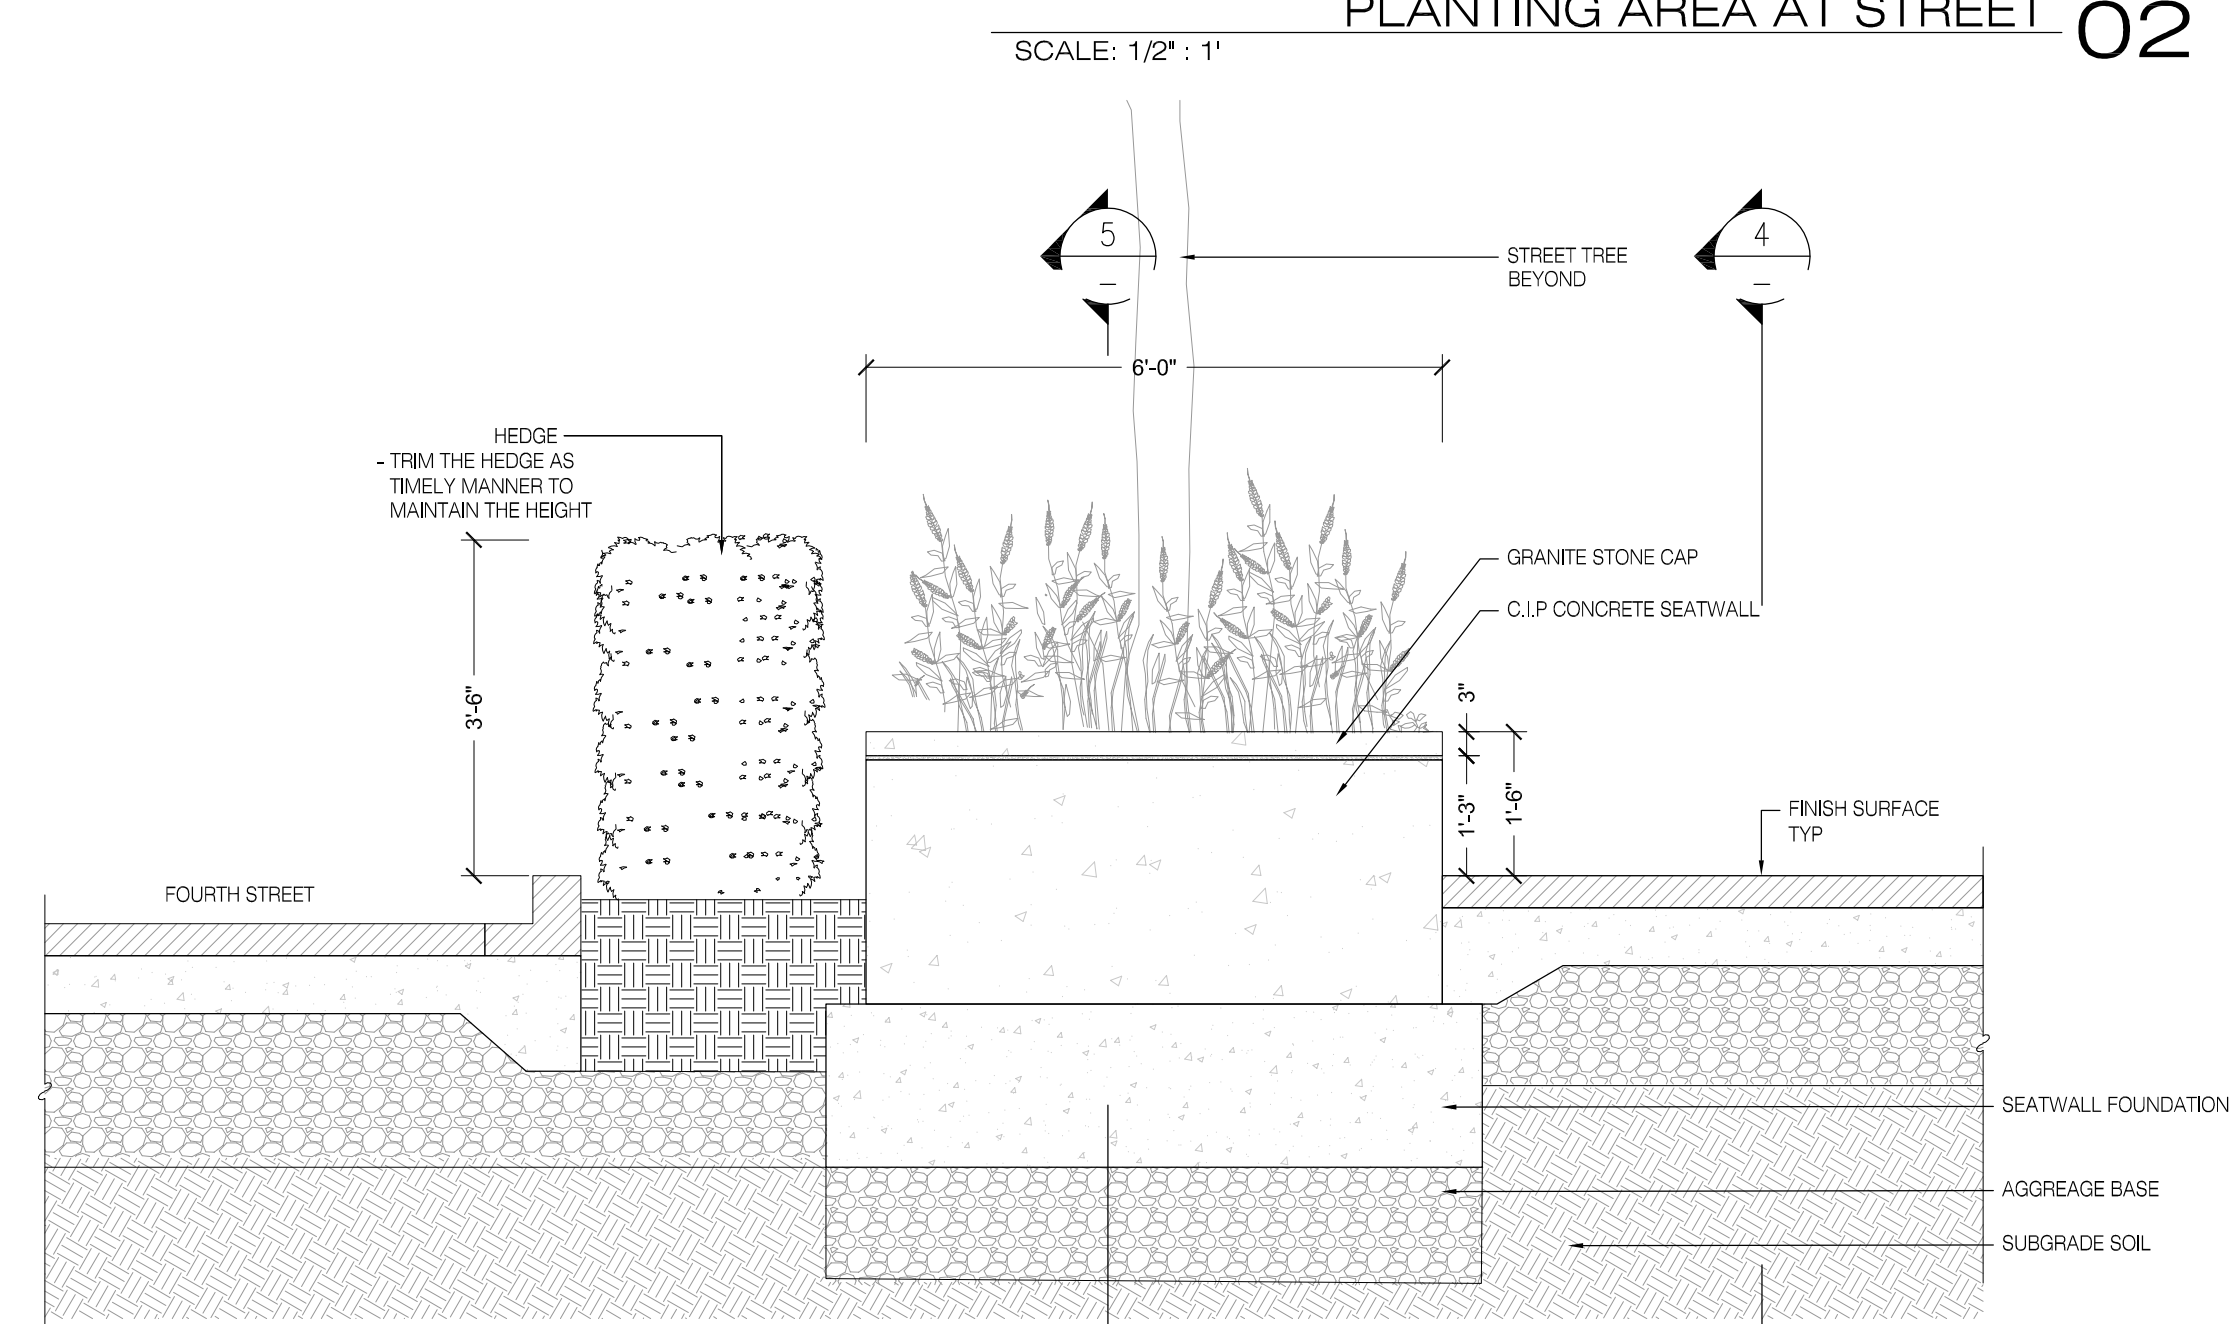 PLANTING AREA AT STREET 02
SCALE: 1/2" : 1'
5
–
4
–
STREET TREE
BEYOND
6'-0"
HEDGE
- TRIM THE HEDGE AS
TIMELY MANNER TO
MAINTAIN THE HEIGHT
GRANITE STONE CAP
C.I.P CONCRETE SEATWALL
3'-6"
3"
1'-3"
1'-6"
FINISH SURFACE
TYP
FOURTH STREET
SEATWALL FOUNDATION
AGGREAGE BASE
SUBGRADE SOIL